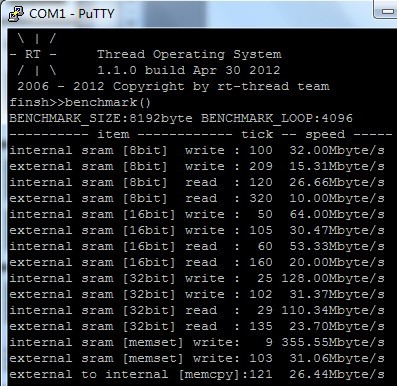 COM1 - PuTTY
\ | /
- RT -     Thread Operating System
/ | \     1.1.0 build Apr 30 2012
2006 - 2012 Copyright by rt-thread team
finsh>>benchmark()
BENCHMARK_SIZE:8192byte BENCHMARK_LOOP:4096
---------- item ------------ tick -- speed -----
internal sram [8bit]  write : 100  32.00Mbyte/s
external sram [8bit]  write : 209  15.31Mbyte/s
internal sram [8bit]  read  : 120  26.66Mbyte/s
external sram [8bit]  read  : 320  10.00Mbyte/s
internal sram [16bit] write :  50  64.00Mbyte/s
external sram [16bit] write : 105  30.47Mbyte/s
internal sram [16bit] read  :  60  53.33Mbyte/s
external sram [16bit] read  : 160  20.00Mbyte/s
internal sram [32bit] write :  25 128.00Mbyte/s
external sram [32bit] write : 102  31.37Mbyte/s
internal sram [32bit] read  :  29 110.34Mbyte/s
external sram [32bit] read  : 135  23.70Mbyte/s
internal sram [memset] write:   9 355.55Mbyte/s
external sram [memset] write: 103  31.06Mbyte/s
external to internal [memcpy]:121  26.44Mbyte/s